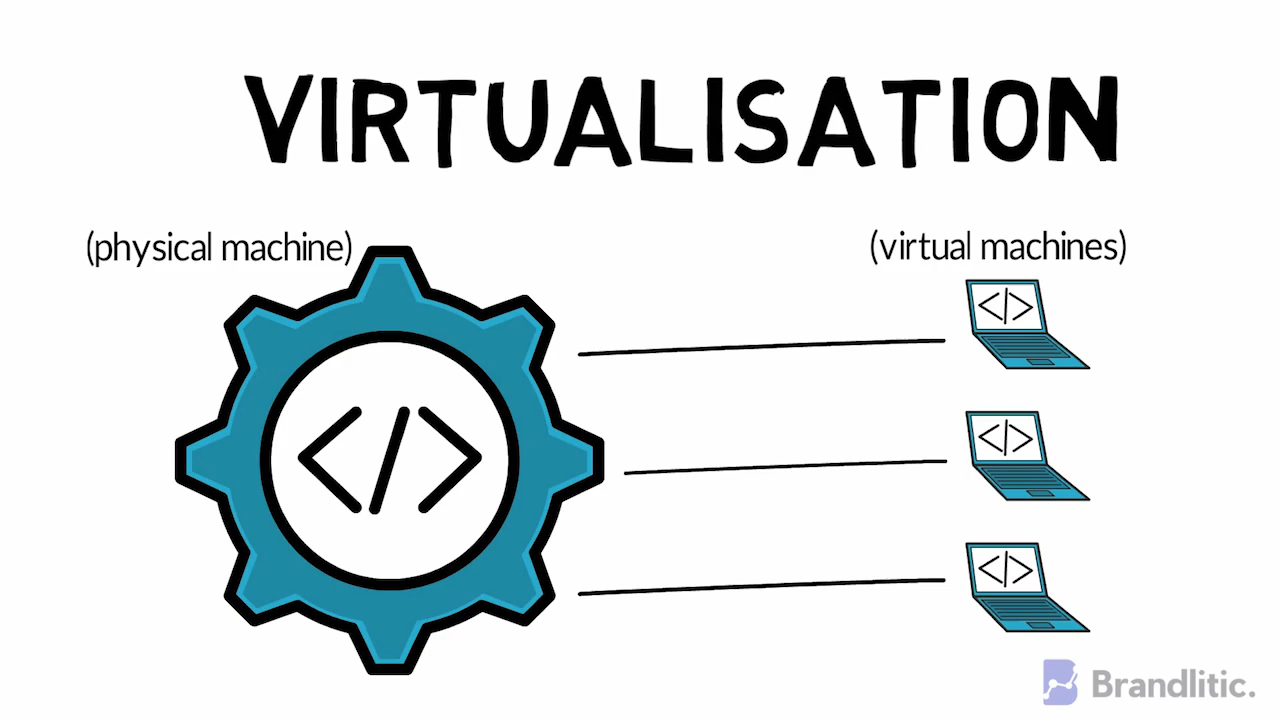 VIRTUALISATION
(physical machine)
(virtual machines)
</>
</>
</>
</>
Brandlitic.